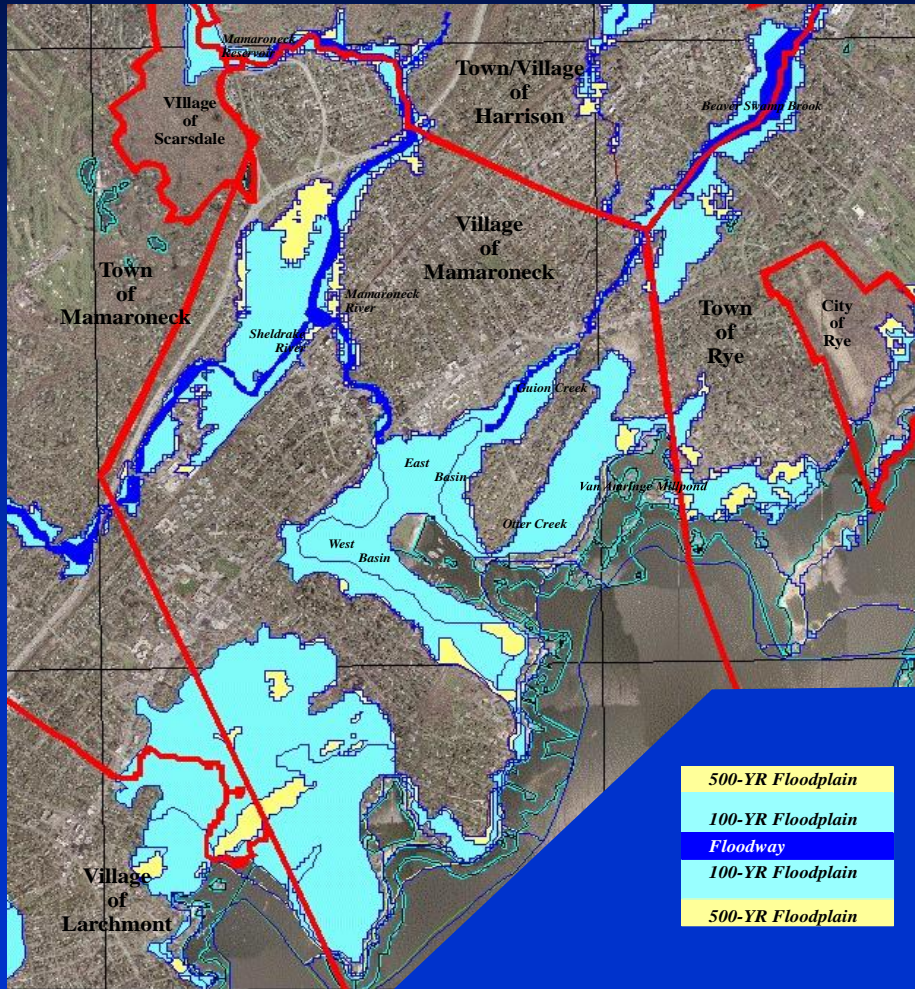 Mamaroneck
Reservoir
Town/Village
of
Harrison
Beaver Swamp Brook
VIllage
of
Scarsdale
Village
of
Mamaroneck
Town
of
Mamaroneck
Mamaroneck
River
Sheldrake
River
Town
of
Rye
City
of
Rye
Guion Creek
East
Basin
Van Amringe Millpond
Otter Creek
West
Basin
Village
of
Larchmont
500-YR Floodplain
100-YR Floodplain
Floodway
100-YR Floodplain
500-YR Floodplain